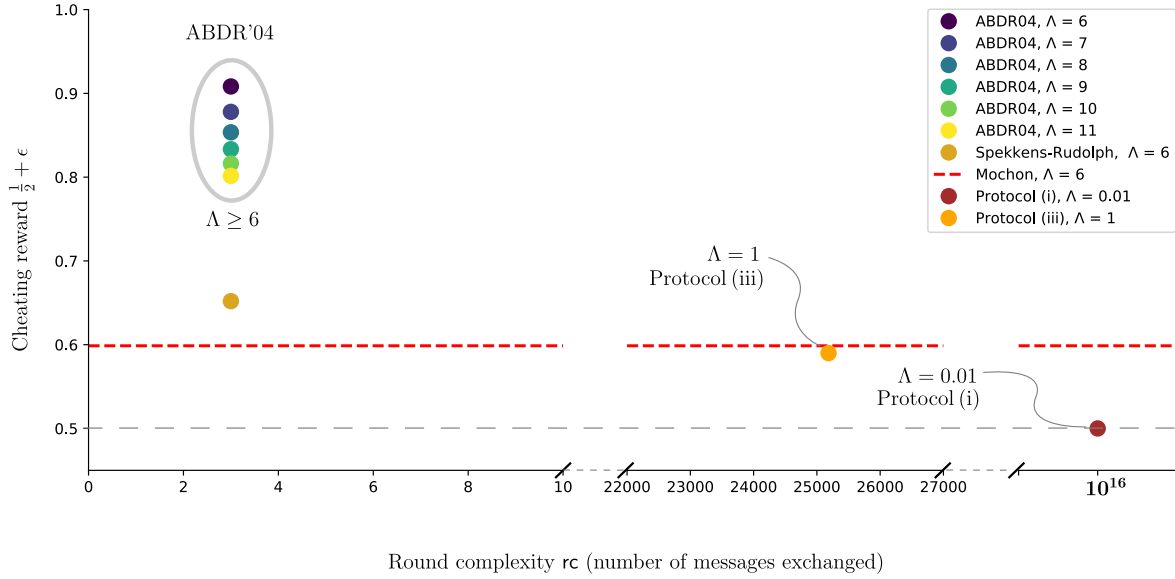 1.0
0.9
0.8
0.7
0.6
0.5
Cheating reward 1/2 + ϵ
ABDR'04
Λ ≥ 6
Λ = 1
Protocol (iii)
Λ = 0.01
Protocol (i)
ABDR04, Λ = 6
ABDR04, Λ = 7
ABDR04, Λ = 8
ABDR04, Λ = 9
ABDR04, Λ = 10
ABDR04, Λ = 11
Spekkens-Rudolph, Λ = 6
Mochon, Λ = 6
Protocol (i), Λ = 0.01
Protocol (iii), Λ = 1
0 2 4 6 8 10 22000 23000 24000 25000 26000 27000 10^16
Round complexity rc (number of messages exchanged)